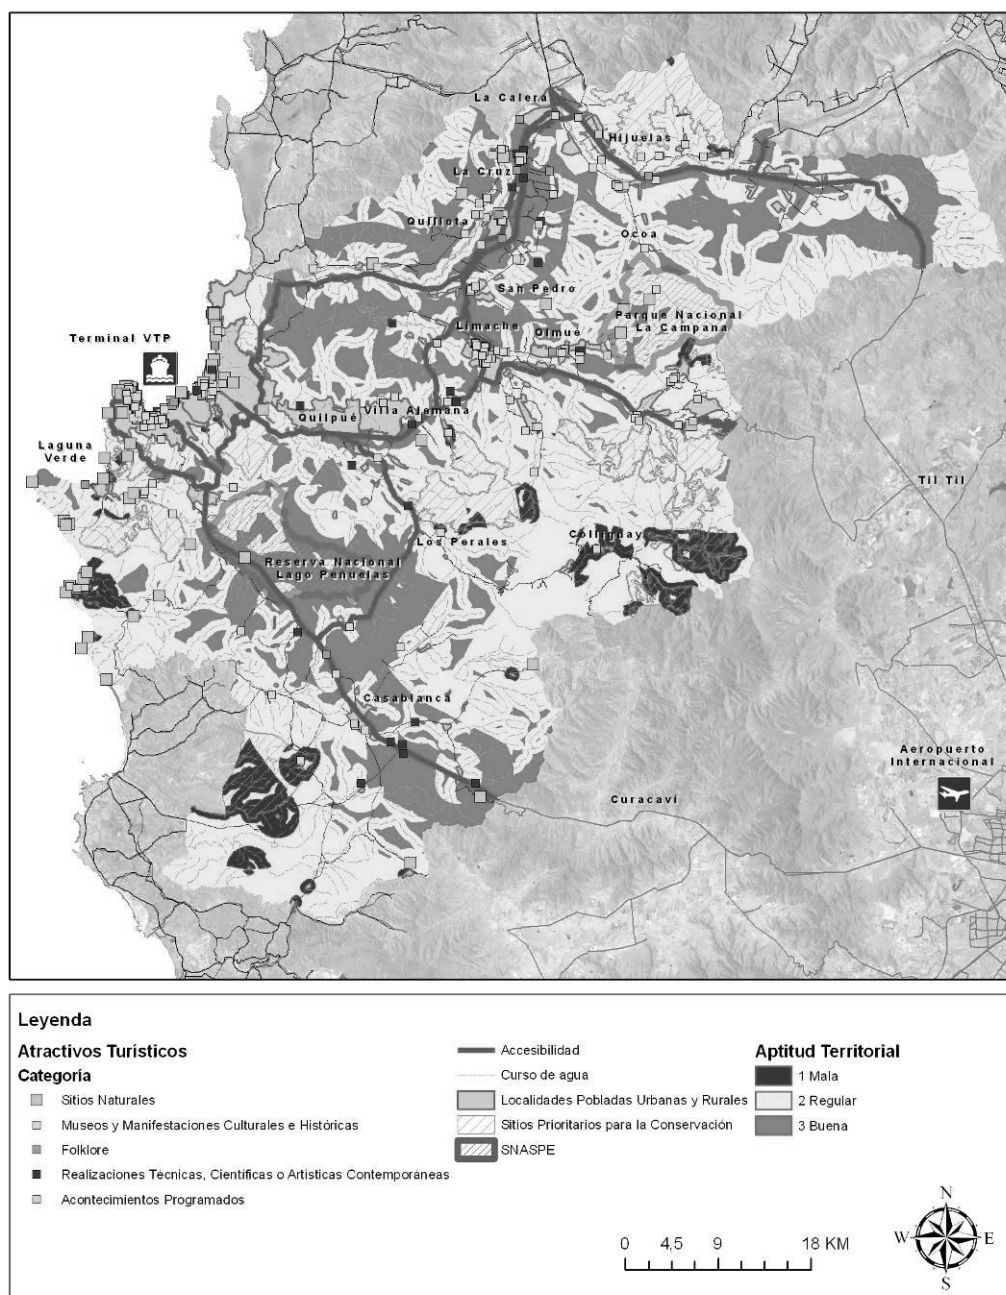 La Calera
Hijuelas
La Cruz
Quillota
Ocoa
San Pedro
Parque Nacional
La Campana
Limache
Olmué
Terminal VTP
Quilpué
Villa Alemana
Laguna
Verde
Til Til
Los Perales
Colliguay
Reserva Nacional
Lago Peñuelas
Casablanca
Aeropuerto
Internacional
Curacaví
Leyenda
Atractivos Turísticos
Categoría
Sitios Naturales
Museos y Manifestaciones Culturales e Históricas
Folklore
Realizaciones Técnicas, Científicas o Artísticas Contemporáneas
Acontecimientos Programados
Accesibilidad
Curso de agua
Localidades Pobladas Urbanas y Rurales
Sitios Prioritarios para la Conservación
SNASPE
Aptitud Territorial
1 Mala
2 Regular
3 Buena
0 4,5 9 18 KM
N
W E
S